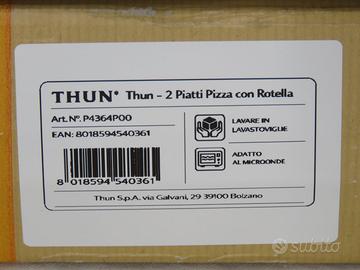 THUN® Thun - 2 Piatti Pizza con Rotella
Art. N°. P4364P00
EAN: 8018594540361
LAVARE IN
LAVASTOVIGLIE
ADATTO
AL MICROONDE
8 018594 540361
Thun S.p.A. via Galvani, 29 39100 Bolzano
subito